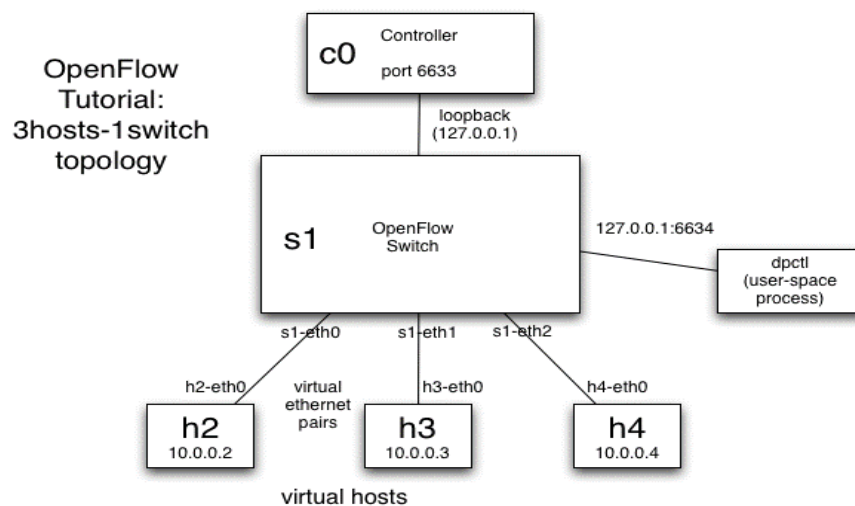 OpenFlow
Tutorial:
3hosts-1switch
topology
c0
Controller
port 6633
loopback
(127.0.0.1)
s1
OpenFlow
Switch
127.0.0.1:6634
dpctl
(user-space
process)
s1-eth0
s1-eth1
s1-eth2
h2-eth0
virtual
ethernet
pairs
h3-eth0
h4-eth0
h2
10.0.0.2
h3
10.0.0.3
h4
10.0.0.4
virtual hosts